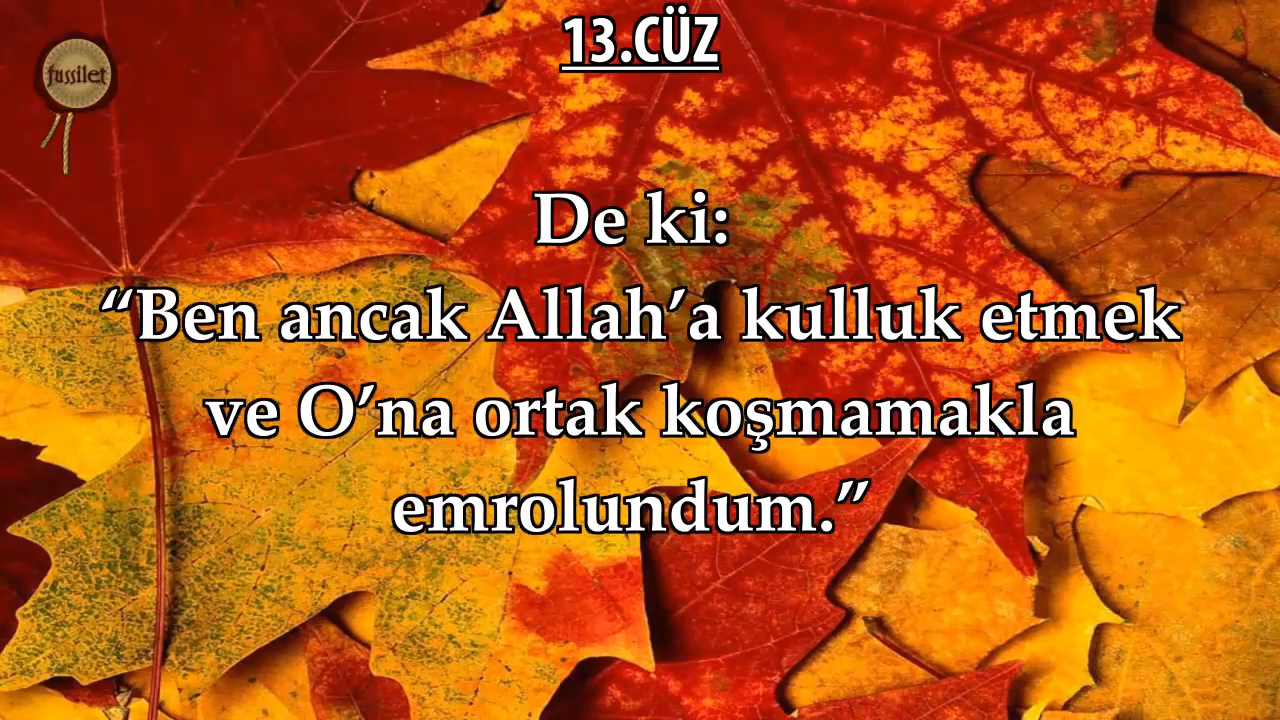 13.CÜZ
fussilet
De ki:
“Ben ancak Allah’a kulluk etmek
ve O’na ortak koşmamakla
emrolundum.”